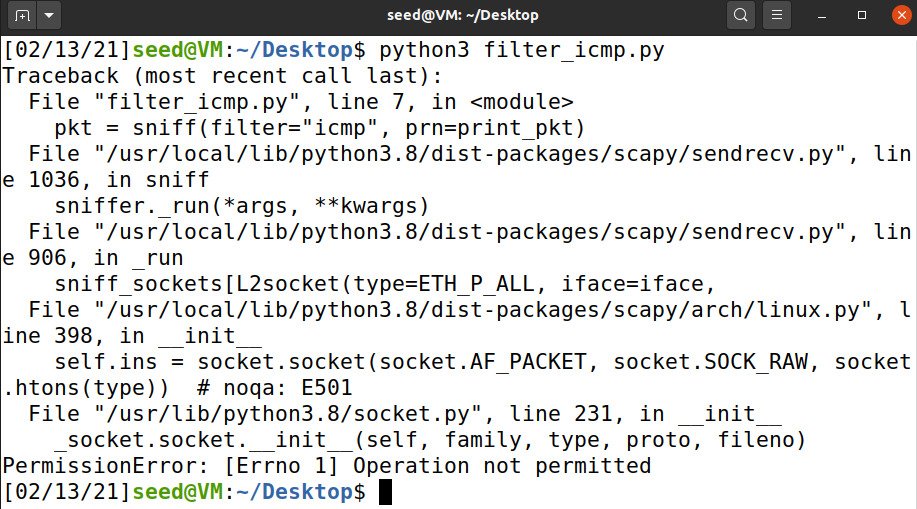 seed@VM: ~/Desktop
[02/13/21]seed@VM:~/Desktop$ python3 filter_icmp.py
Traceback (most recent call last):
  File "filter_icmp.py", line 7, in <module>
    pkt = sniff(filter="icmp", prn=print_pkt)
  File "/usr/local/lib/python3.8/dist-packages/scapy/sendrecv.py", lin
e 1036, in sniff
    sniffer._run(*args, **kwargs)
  File "/usr/local/lib/python3.8/dist-packages/scapy/sendrecv.py", lin
e 906, in _run
    sniff_sockets[L2socket(type=ETH_P_ALL, iface=iface,
  File "/usr/local/lib/python3.8/dist-packages/scapy/arch/linux.py", l
ine 398, in __init__
    self.ins = socket.socket(socket.AF_PACKET, socket.SOCK_RAW, socket
.htons(type))  # noqa: E501
  File "/usr/lib/python3.8/socket.py", line 231, in __init__
    _socket.socket.__init__(self, family, type, proto, fileno)
PermissionError: [Errno 1] Operation not permitted
[02/13/21]seed@VM:~/Desktop$